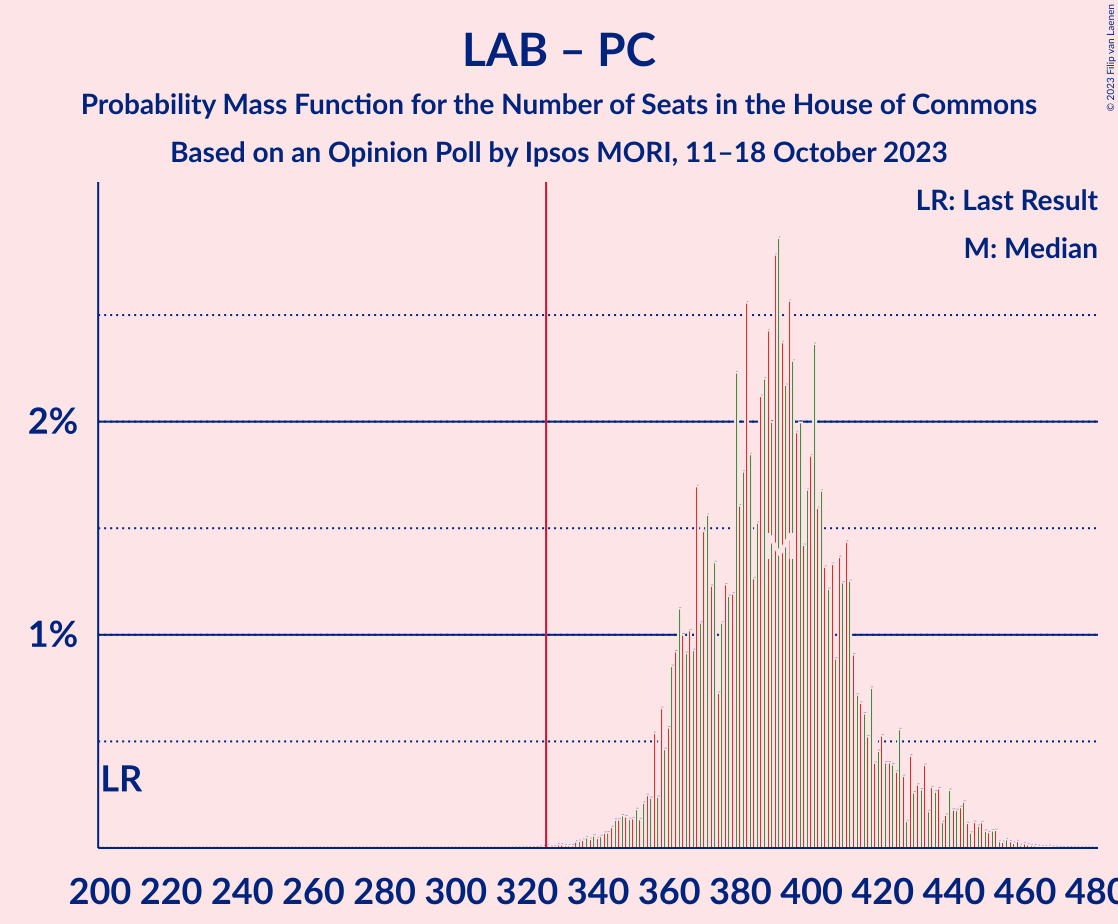 © 2023 Filip van Laenen
LAB – PC
Probability Mass Function for the Number of Seats in the House of Commons
Based on an Opinion Poll by Ipsos MORI, 11–18 October 2023
LR: Last Result
M: Median
2%
1%
LR
M
200 220 240 260 280 300 320 340 360 380 400 420 440 460 480